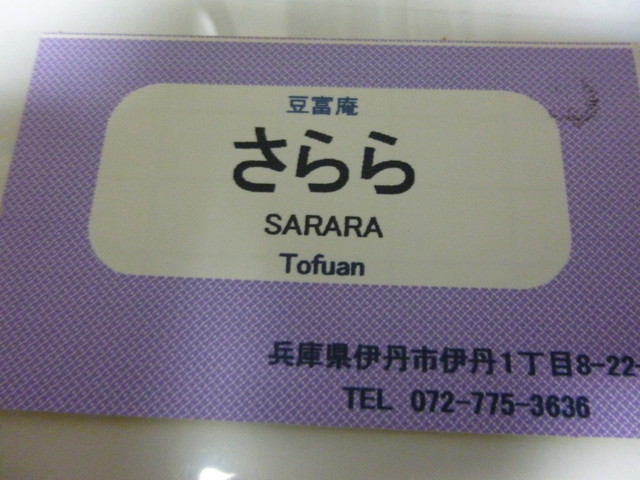 豆富庵
さらら
SARARA
Tofuan
兵庫県伊丹市伊丹1丁目8-22-
TEL 072-775-3636